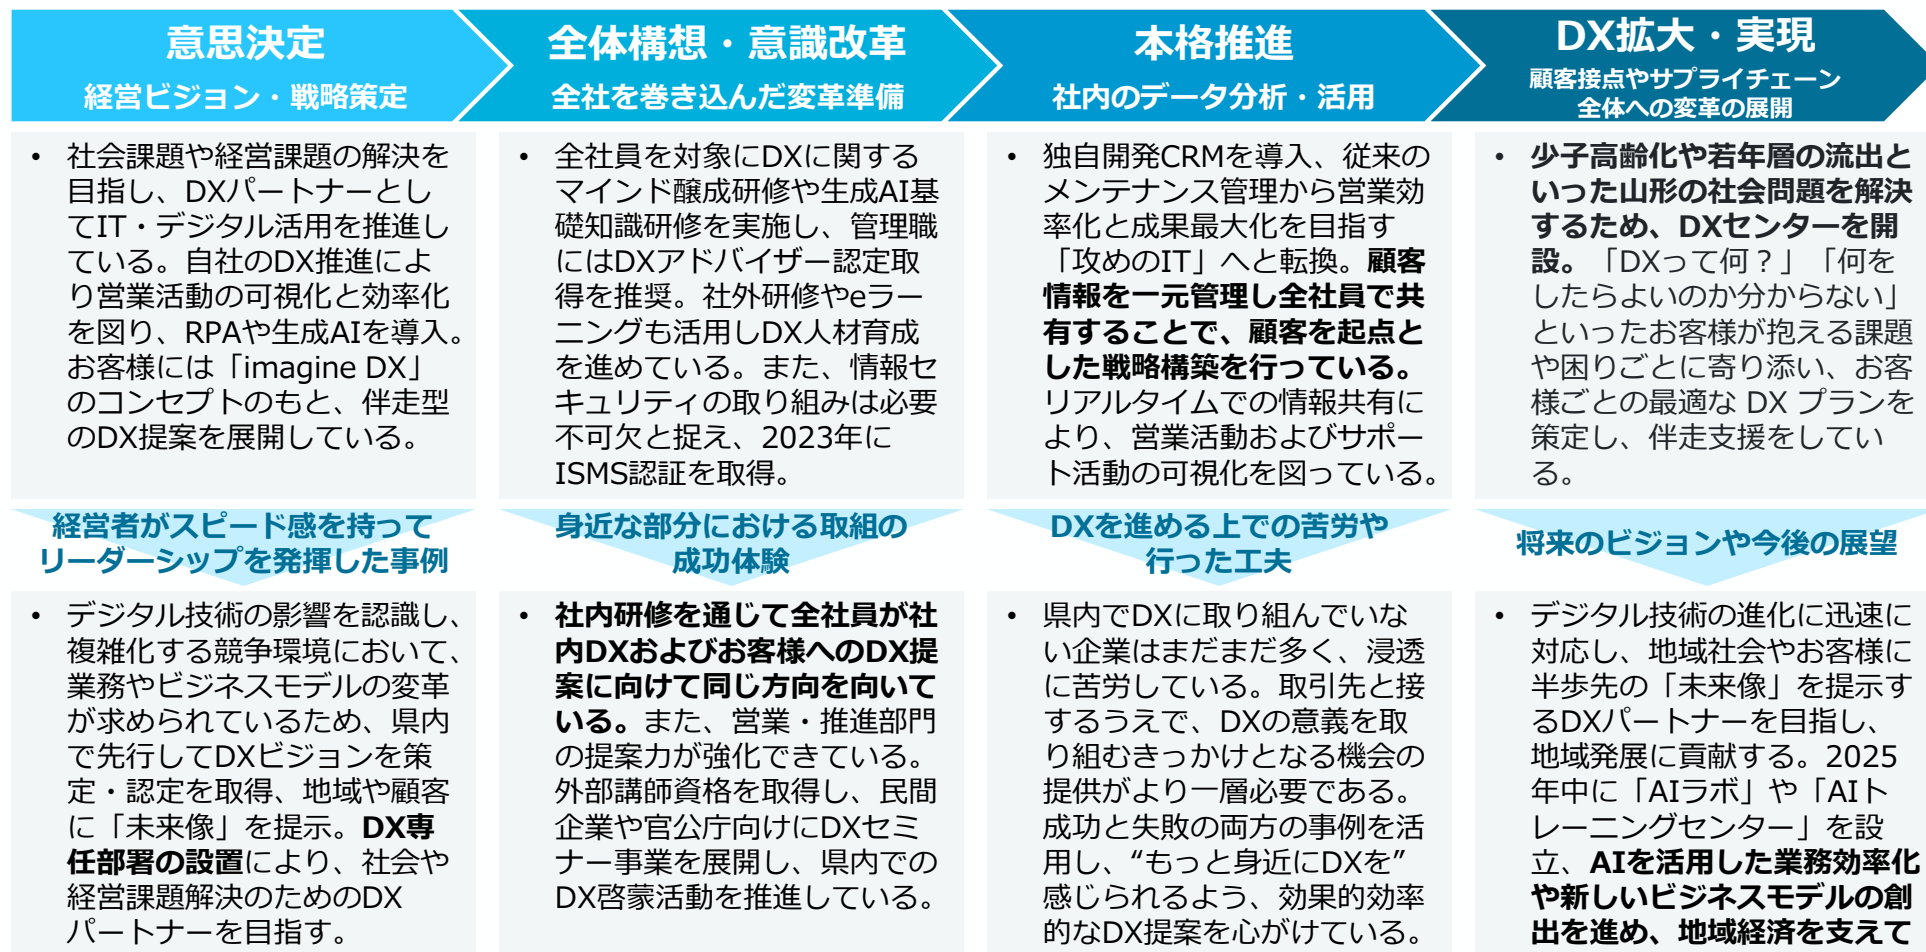 意思決定
経営ビジョン・戦略策定
全体構想・意識改革
全社を巻き込んだ変革準備
本格推進
社内のデータ分析・活用
DX拡大・実現
顧客接点やサプライチェーン
全体への変革の展開
• 社会課題や経営課題の解決を
目指し、DXパートナーとし
てIT・デジタル活用を推進し
ている。自社のDX推進によ
り営業活動の可視化と効率化
を図り、RPAや生成AIを導入。
お客様には「imagine DX」
のコンセプトのもと、伴走型
のDX提案を展開している。
• 全社員を対象にDXに関する
マインド醸成研修や生成AI基
礎知識研修を実施し、管理職
にはDXアドバイザー認定取
得を推奨。社外研修やeラー
ニングも活用しDX人材育成
を進めている。また、情報セ
キュリティの取り組みは必要
不可欠と捉え、2023年に
ISMS認証を取得。
• 独自開発CRMを導入、従来の
メンテナンス管理から営業効
率化と成果最大化を目指す
「攻めのIT」へと転換。顧客
情報を一元管理し全社員で共
有することで、顧客を起点と
した戦略構築を行っている。
リアルタイムでの情報共有に
より、営業活動およびサポー
ト活動の可視化を図っている。
• 少子高齢化や若年層の流出と
いった山形の社会問題を解決
するため、DXセンターを開
設。「DXって何？」「何を
したらよいのか分からない」
といったお客様が抱える課題
や困りごとに寄り添い、お客
様ごとの最適な DX プランを
策定し、伴走支援をしてい
る。
経営者がスピード感を持って
リーダーシップを発揮した事例
身近な部分における取組の
成功体験
DXを進める上での苦労や
行った工夫
将来のビジョンや今後の展望
• デジタル技術の影響を認識し、
複雑化する競争環境において、
業務やビジネスモデルの変革
が求められているため、県内
で先行してDXビジョンを策
定・認定を取得、地域や顧客
に「未来像」を提示。DX専
任部署の設置により、社会や
経営課題解決のためのDX
パートナーを目指す。
• 社内研修を通じて全社員が社
内DXおよびお客様へのDX提
案に向けて同じ方向を向いて
いる。また、営業・推進部門
の提案力が強化できている。
外部講師資格を取得し、民間
企業や官公庁向けにDXセミ
ナー事業を展開し、県内での
DX啓蒙活動を推進している。
• 県内でDXに取り組んでいな
い企業はまだまだ多く、浸透
に苦労している。取引先と接
するうえで、DXの意義を取
り組むきっかけとなる機会の
提供がより一層必要である。
成功と失敗の両方の事例を活
用し、“もっと身近にDXを”
感じられるよう、効果的効率
的なDX提案を心がけている。
• デジタル技術の進化に迅速に
対応し、地域社会やお客様に
半歩先の「未来像」を提示す
るDXパートナーを目指し、
地域発展に貢献する。2025
年中に「AIラボ」や「AIト
レーニングセンター」を設
立、AIを活用した業務効率化
や新しいビジネスモデルの創
出を進め、地域経済を支えて